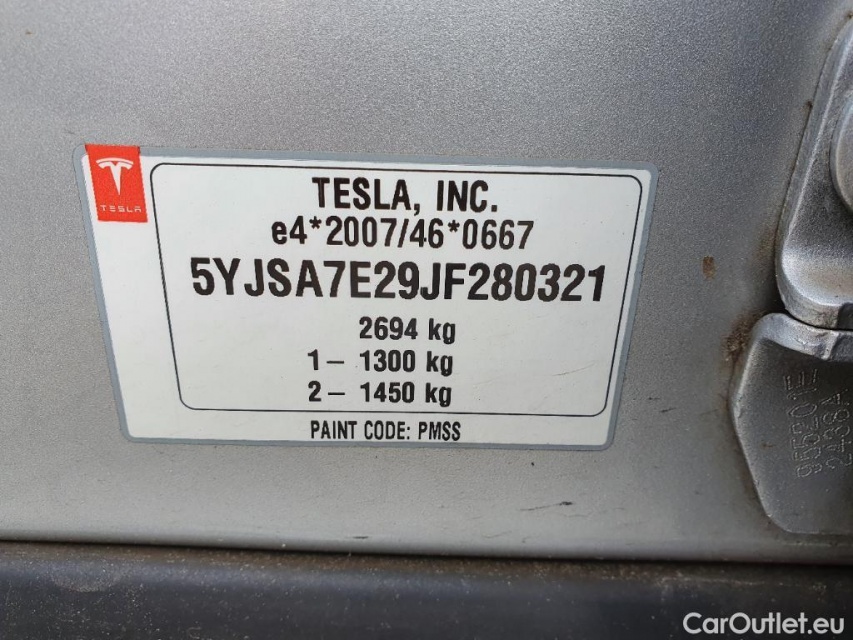 TESLA
TESLA, INC.
e4*2007/46*0667
5YJSA7E29JF280321
2694 kg
1– 1300 kg
2– 1450 kg
PAINT CODE: PMSS
CarOutlet.eu